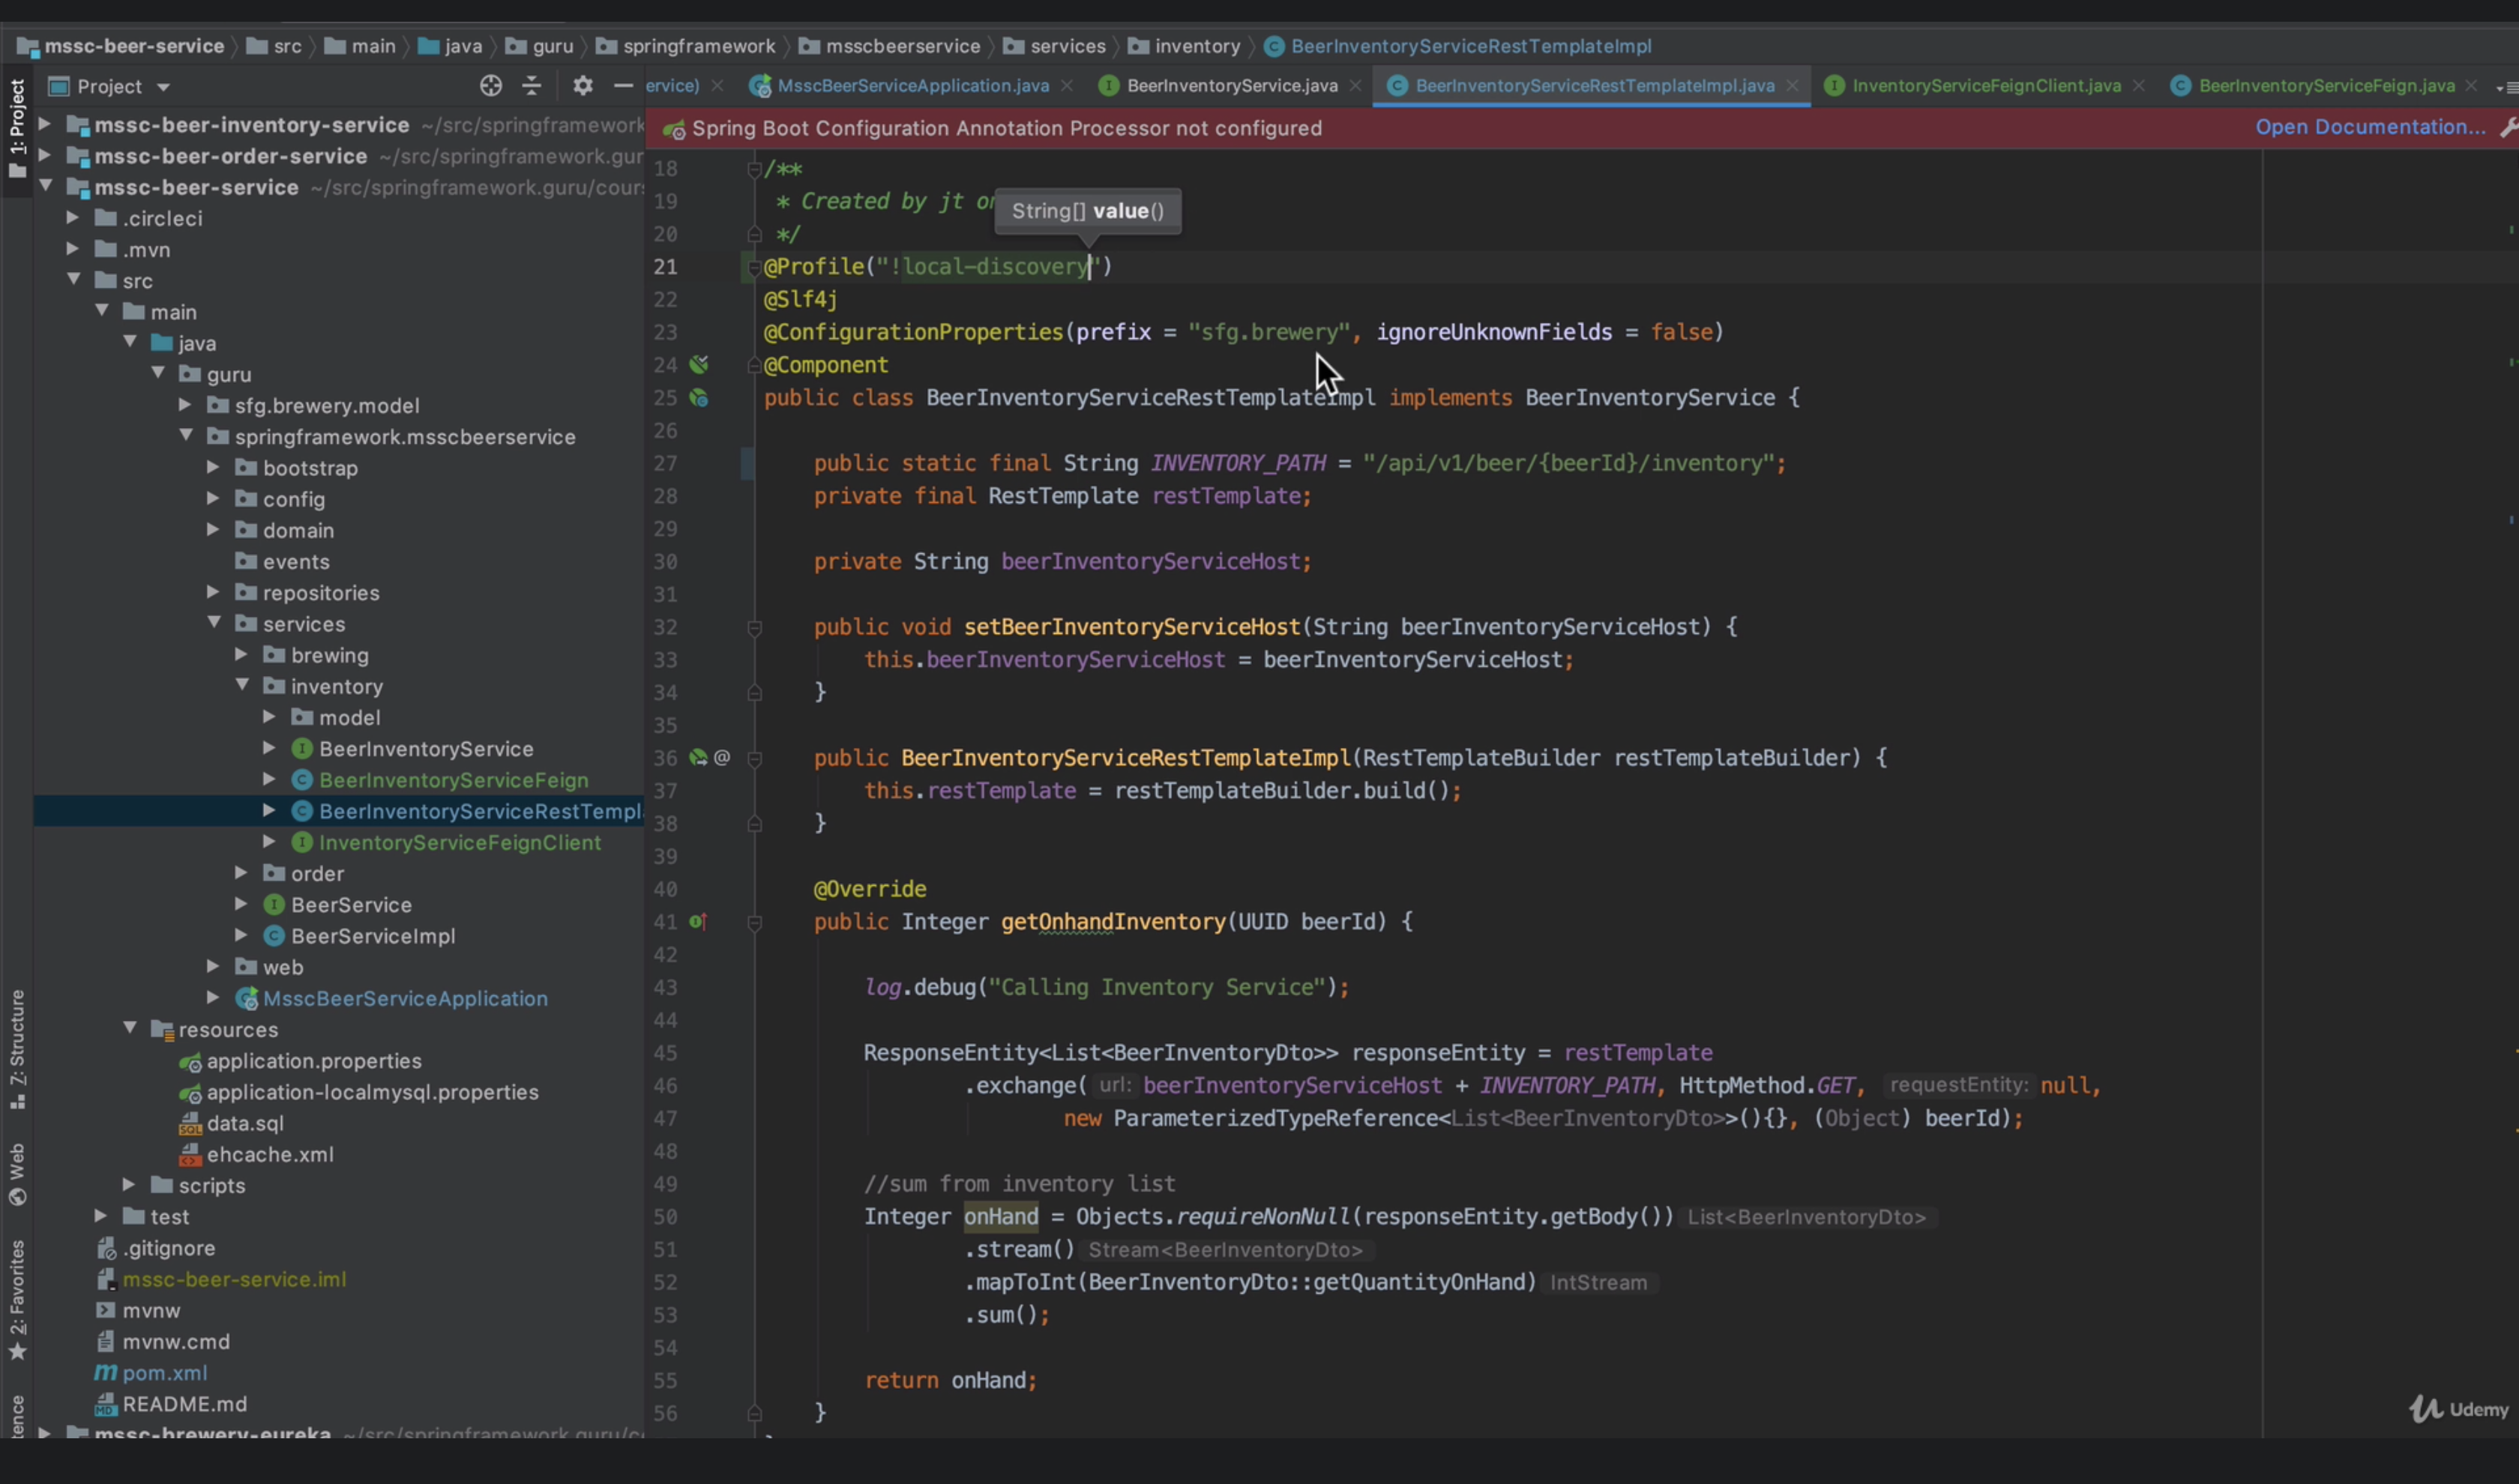 mssc-beer-service src main java guru springframework msscbeerservice services inventory BeerInventoryServiceRestTemplateImpl
Project
ervice) MsscBeerServiceApplication.java BeerInventoryService.java BeerInventoryServiceRestTemplateImpl.java InventoryServiceFeignClient.java BeerInventoryServiceFeign.java
Spring Boot Configuration Annotation Processor not configured Open Documentation...
1: Project
Z: Structure
Web
2: Favorites
tence
mssc-beer-inventory-service ~/src/springframework
mssc-beer-order-service ~/src/springframework.gur
mssc-beer-service ~/src/springframework.guru/cour
.circleci
.mvn
src
main
java
guru
sfg.brewery.model
springframework.msscbeerservice
bootstrap
config
domain
events
repositories
services
brewing
inventory
model
BeerInventoryService
BeerInventoryServiceFeign
BeerInventoryServiceRestTempl
InventoryServiceFeignClient
order
BeerService
BeerServiceImpl
web
MsscBeerServiceApplication
resources
application.properties
application-localmysql.properties
data.sql
ehcache.xml
scripts
test
.gitignore
mssc-beer-service.iml
mvnw
mvnw.cmd
pom.xml
README.md
mssc-brewery-eureka ~/src/springframework.guru/c
18 /**
19 * Created by jt on
String[] value()
20 */
21 @Profile("!local-discovery")
22 @Slf4j
23 @ConfigurationProperties(prefix = "sfg.brewery", ignoreUnknownFields = false)
24 @Component
25 public class BeerInventoryServiceRestTemplateImpl implements BeerInventoryService {
26
27 public static final String INVENTORY_PATH = "/api/v1/beer/{beerId}/inventory";
28 private final RestTemplate restTemplate;
29
30 private String beerInventoryServiceHost;
31
32 public void setBeerInventoryServiceHost(String beerInventoryServiceHost) {
33 this.beerInventoryServiceHost = beerInventoryServiceHost;
34 }
35
36 @ public BeerInventoryServiceRestTemplateImpl(RestTemplateBuilder restTemplateBuilder) {
37 this.restTemplate = restTemplateBuilder.build();
38 }
39
40 @Override
41 public Integer getOnhandInventory(UUID beerId) {
42
43 log.debug("Calling Inventory Service");
44
45 ResponseEntity<List<BeerInventoryDto>> responseEntity = restTemplate
46 .exchange( url: beerInventoryServiceHost + INVENTORY_PATH, HttpMethod.GET, requestEntity: null,
47 new ParameterizedTypeReference<List<BeerInventoryDto>>(){}, (Object) beerId);
48
49 //sum from inventory list
50 Integer onHand = Objects.requireNonNull(responseEntity.getBody()) List<BeerInventoryDto>
51 .stream() Stream<BeerInventoryDto>
52 .mapToInt(BeerInventoryDto::getQuantityOnHand) IntStream
53 .sum();
54
55 return onHand;
56 }
Udemy